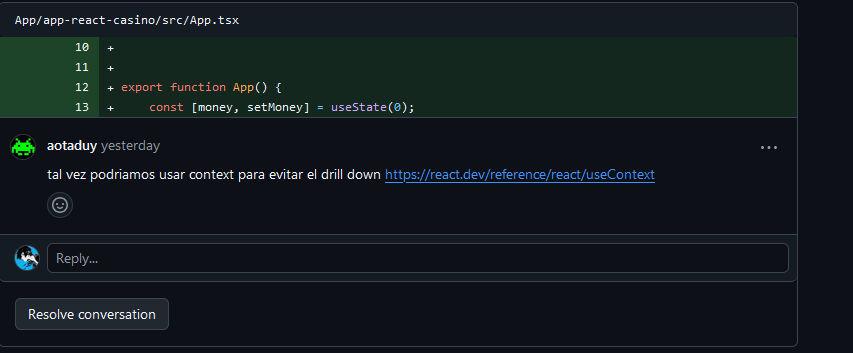 App/app-react-casino/src/App.tsx
10 +
11 +
12 + export function App() {
13 + const [money, setMoney] = useState(0);
aotaduy yesterday
tal vez podriamos usar context para evitar el drill down https://react.dev/reference/react/useContext
Reply...
Resolve conversation